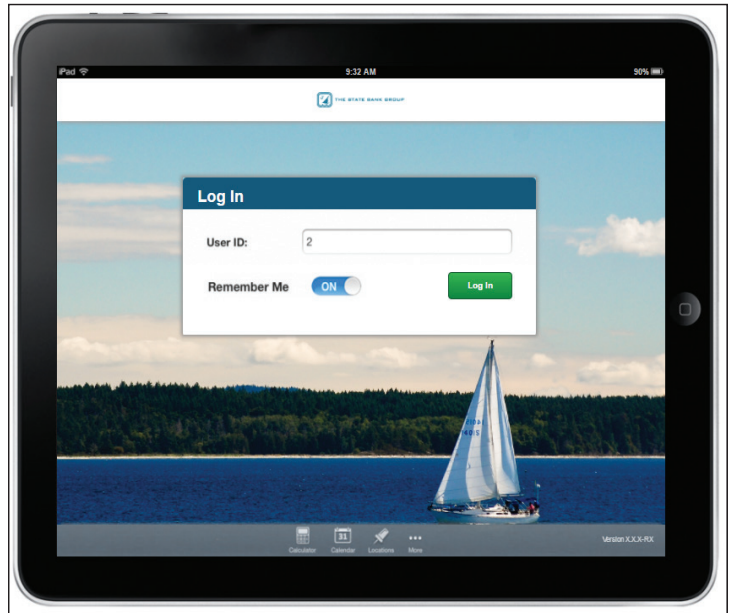 iPad 9:32 AM 90%
THE STATE BANK GROUP
Log In
User ID: 2
Remember Me ON Log In
31
Calculator Calendar Locations More
Version X.X.X-RX